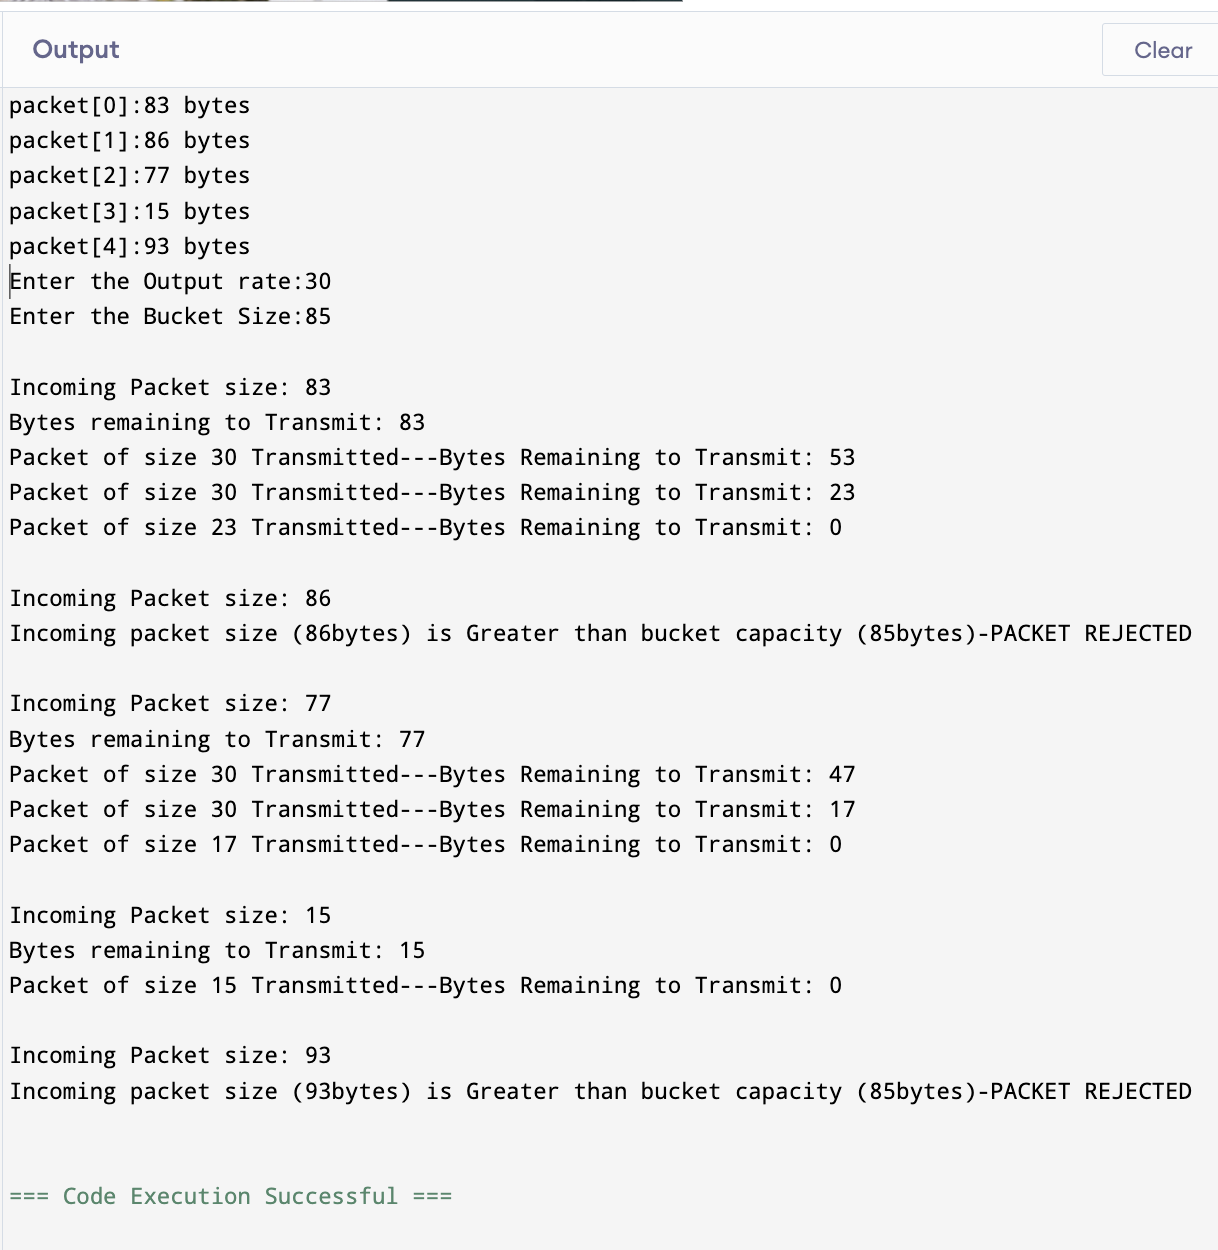 Output
Clear
packet[0]:83 bytes
packet[1]:86 bytes
packet[2]:77 bytes
packet[3]:15 bytes
packet[4]:93 bytes
Enter the Output rate:30
Enter the Bucket Size:85
Incoming Packet size: 83
Bytes remaining to Transmit: 83
Packet of size 30 Transmitted---Bytes Remaining to Transmit: 53
Packet of size 30 Transmitted---Bytes Remaining to Transmit: 23
Packet of size 23 Transmitted---Bytes Remaining to Transmit: 0
Incoming Packet size: 86
Incoming packet size (86bytes) is Greater than bucket capacity (85bytes)-PACKET REJECTED
Incoming Packet size: 77
Bytes remaining to Transmit: 77
Packet of size 30 Transmitted---Bytes Remaining to Transmit: 47
Packet of size 30 Transmitted---Bytes Remaining to Transmit: 17
Packet of size 17 Transmitted---Bytes Remaining to Transmit: 0
Incoming Packet size: 15
Bytes remaining to Transmit: 15
Packet of size 15 Transmitted---Bytes Remaining to Transmit: 0
Incoming Packet size: 93
Incoming packet size (93bytes) is Greater than bucket capacity (85bytes)-PACKET REJECTED
=== Code Execution Successful ===